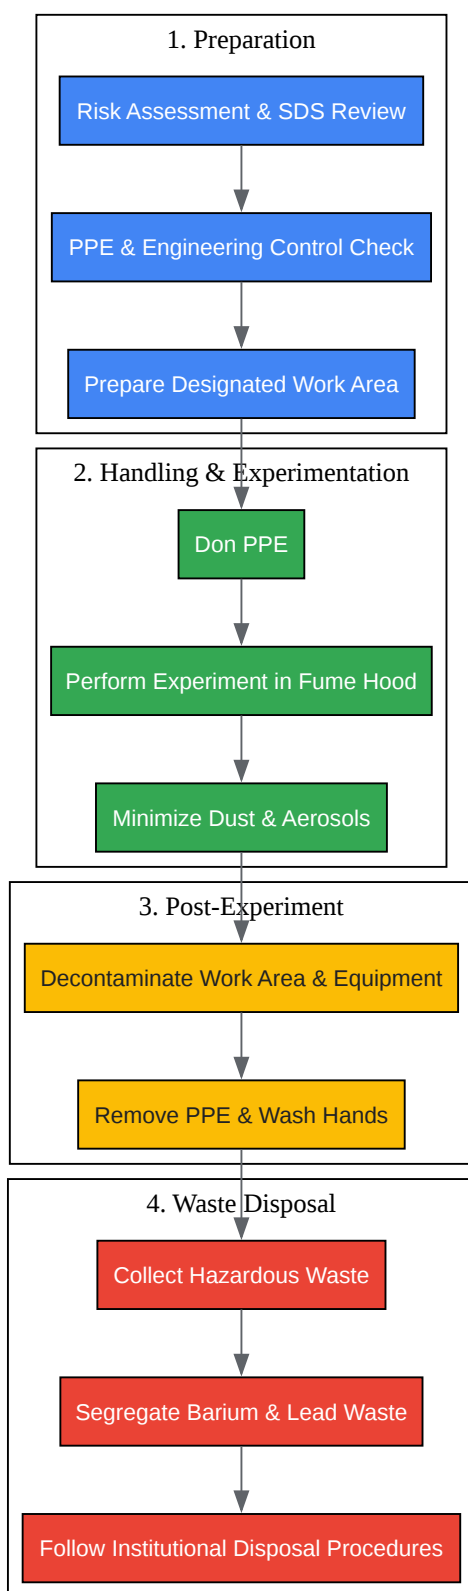 1. Preparation
Risk Assessment & SDS Review
PPE & Engineering Control Check
Prepare Designated Work Area
2. Handling & Experimentation
Don PPE
Perform Experiment in Fume Hood
Minimize Dust & Aerosols
3. Post-Experiment
Decontaminate Work Area & Equipment
Remove PPE & Wash Hands
4. Waste Disposal
Collect Hazardous Waste
Segregate Barium & Lead Waste
Follow Institutional Disposal Procedures